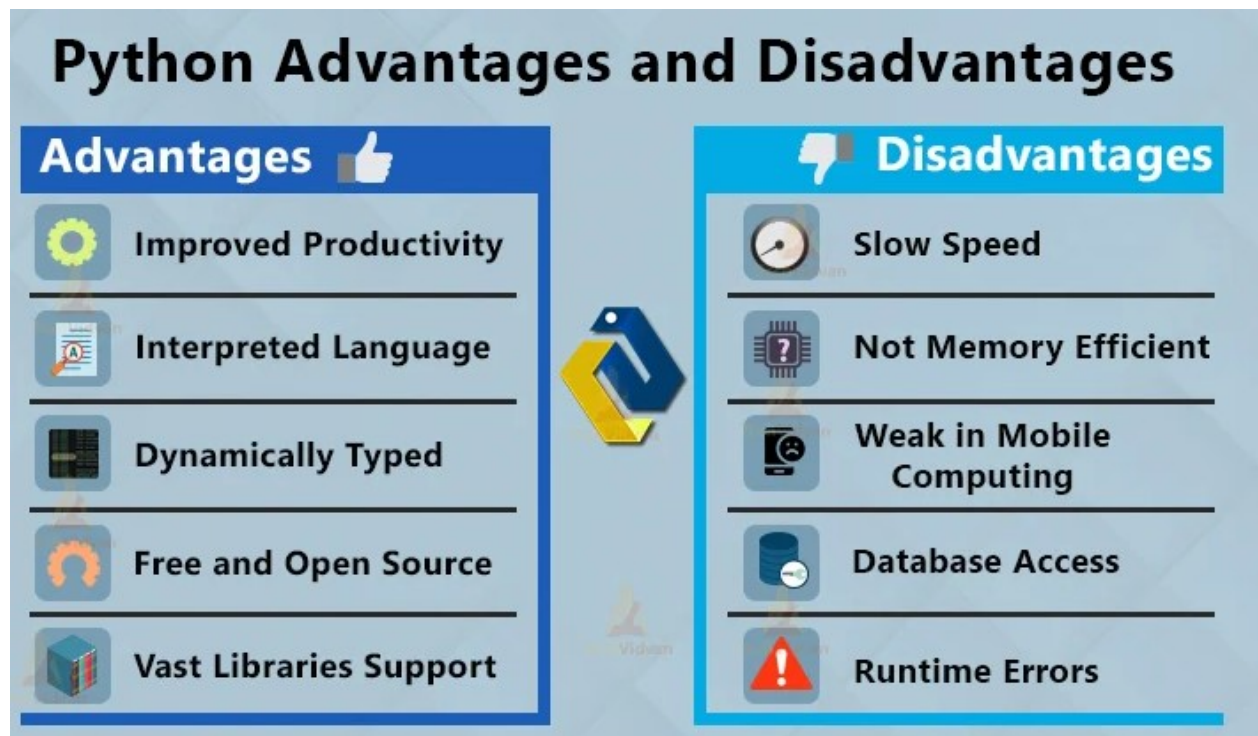 Python Advantages and Disadvantages
Advantages
Improved Productivity
Interpreted Language
Dynamically Typed
Free and Open Source
Vast Libraries Support
Disadvantages
Slow Speed
Not Memory Efficient
Weak in Mobile
Computing
Database Access
Runtime Errors